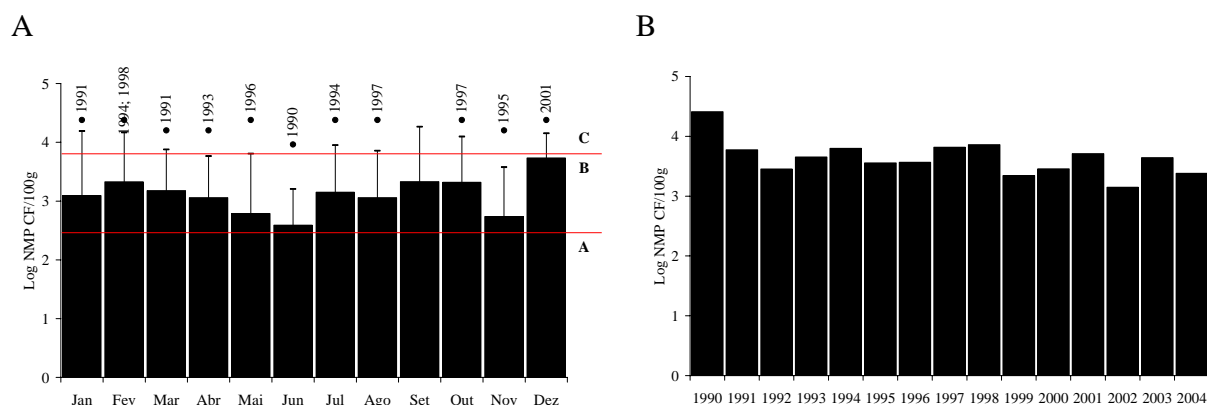 A
B
5
4
3
2
1
0
Log NMP CF/100g
1991
1994; 1998
1991
1993
1996
1990
1994
1997
1997
1995
2001
C
B
A
Jan Fev Mar Abr Mai Jun Jul Ago Set Out Nov Dez
5
4
3
2
1
0
Log NMP CF/100g
1990 1991 1992 1993 1994 1995 1996 1997 1998 1999 2000 2001 2002 2003 2004